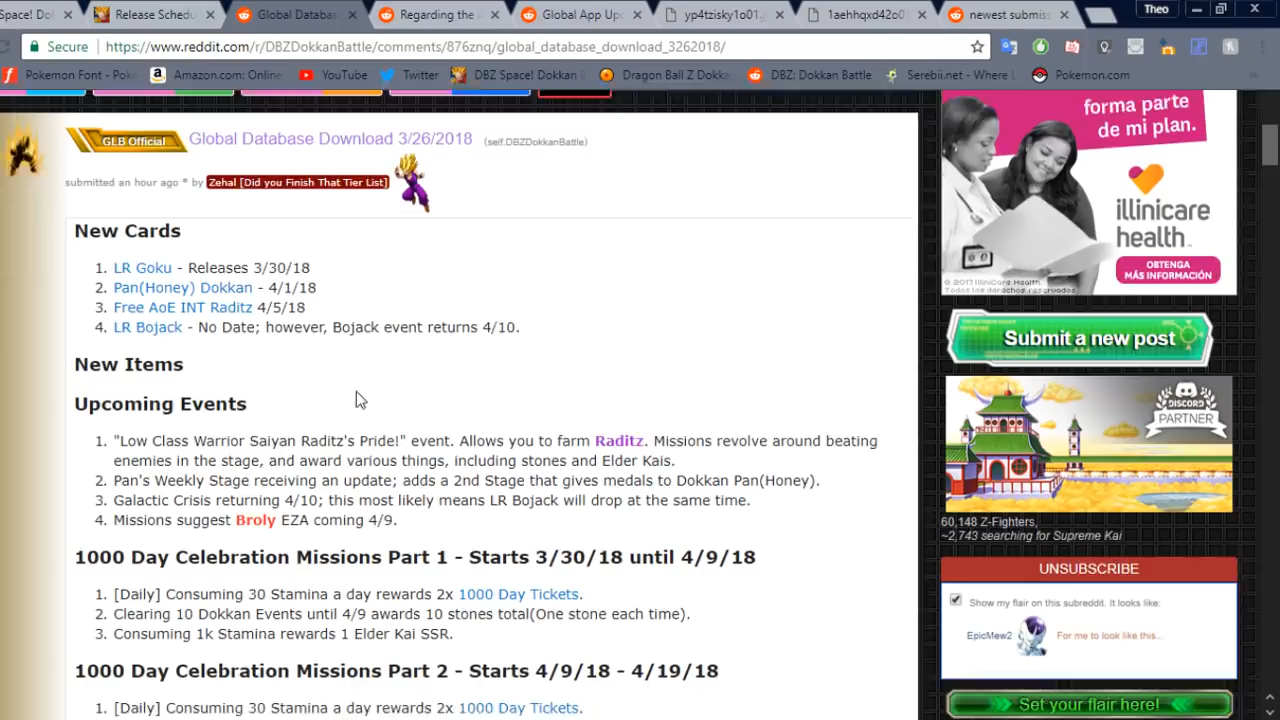 Space! Do
Release Schedu
Global Databas
Regarding the
Global App Up
yp4tzisky1o01.j
1aehhqxd42o0
newest submiss
Theo
Secure
https://www.reddit.com/r/DBZDokkanBattle/comments/876znq/global_database_download_3262018/
Pokemon Font - Pok
Amazon.com: Online
YouTube
Twitter
DBZ Space! Dokkan
Dragon Ball Z Dokka
DBZ: Dokkan Battle
Serebii.net - Where L
Pokemon.com
GLB Official
Global Database Download 3/26/2018 (self.DBZDokkanBattle)
submitted an hour ago * by Zehal [Did you Finish That Tier List]
New Cards
1. LR Goku - Releases 3/30/18
2. Pan(Honey) Dokkan - 4/1/18
3. Free AoE INT Raditz 4/5/18
4. LR Bojack - No Date; however, Bojack event returns 4/10.
New Items
Upcoming Events
1. "Low Class Warrior Saiyan Raditz's Pride!" event. Allows you to farm Raditz. Missions revolve around beating
enemies in the stage, and award various things, including stones and Elder Kais.
2. Pan's Weekly Stage receiving an update; adds a 2nd Stage that gives medals to Dokkan Pan(Honey).
3. Galactic Crisis returning 4/10; this most likely means LR Bojack will drop at the same time.
4. Missions suggest Broly EZA coming 4/9.
1000 Day Celebration Missions Part 1 - Starts 3/30/18 until 4/9/18
1. [Daily] Consuming 30 Stamina a day rewards 2x 1000 Day Tickets.
2. Clearing 10 Dokkan Events until 4/9 awards 10 stones total(One stone each time).
3. Consuming 1k Stamina rewards 1 Elder Kai SSR.
1000 Day Celebration Missions Part 2 - Starts 4/9/18 - 4/19/18
1. [Daily] Consuming 30 Stamina a day rewards 2x 1000 Day Tickets.
forma parte
de mi plan.
illinicare
health
OBTENGA
MÁS INFORMACIÓN
Submit a new post
DISCORD
PARTNER
60,148 Z-Fighters,
~2,743 searching for Supreme Kai
UNSUBSCRIBE
Show my flair on this subreddit. It looks like:
EpicMew2
For me to look like this...
Set your flair here!